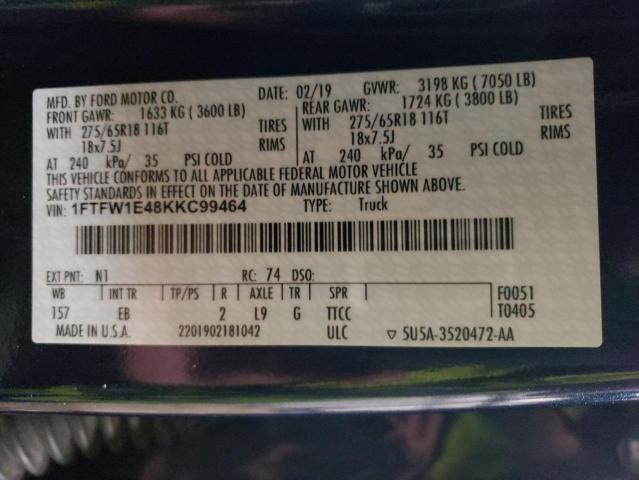 MFD. BY FORD MOTOR CO. DATE: 02/19 GVWR: 3198 KG ( 7050 LB)
FRONT GAWR: 1633 KG ( 3600 LB) REAR GAWR: 1724 KG ( 3800 LB)
WITH 275/65R18 116T TIRES WITH 275/65R18 116T TIRES
18x7.5J RIMS 18x7.5J RIMS
AT 240 kPa/ 35 PSI COLD AT 240 kPa/ 35 PSI COLD
THIS VEHICLE CONFORMS TO ALL APPLICABLE FEDERAL MOTOR VEHICLE
SAFETY STANDARDS IN EFFECT ON THE DATE OF MANUFACTURE SHOWN ABOVE.
VIN: 1FTFW1E48KKC99464 TYPE: Truck
EXT PNT: N1 RC: 74 DSO:
WB INT TR TP/PS R AXLE TR SPR F0051
157 EB 2 L9 G TTCC T0405
MADE IN U.S.A. 2201902181042 ULC ▽ 5U5A-3520472-AA